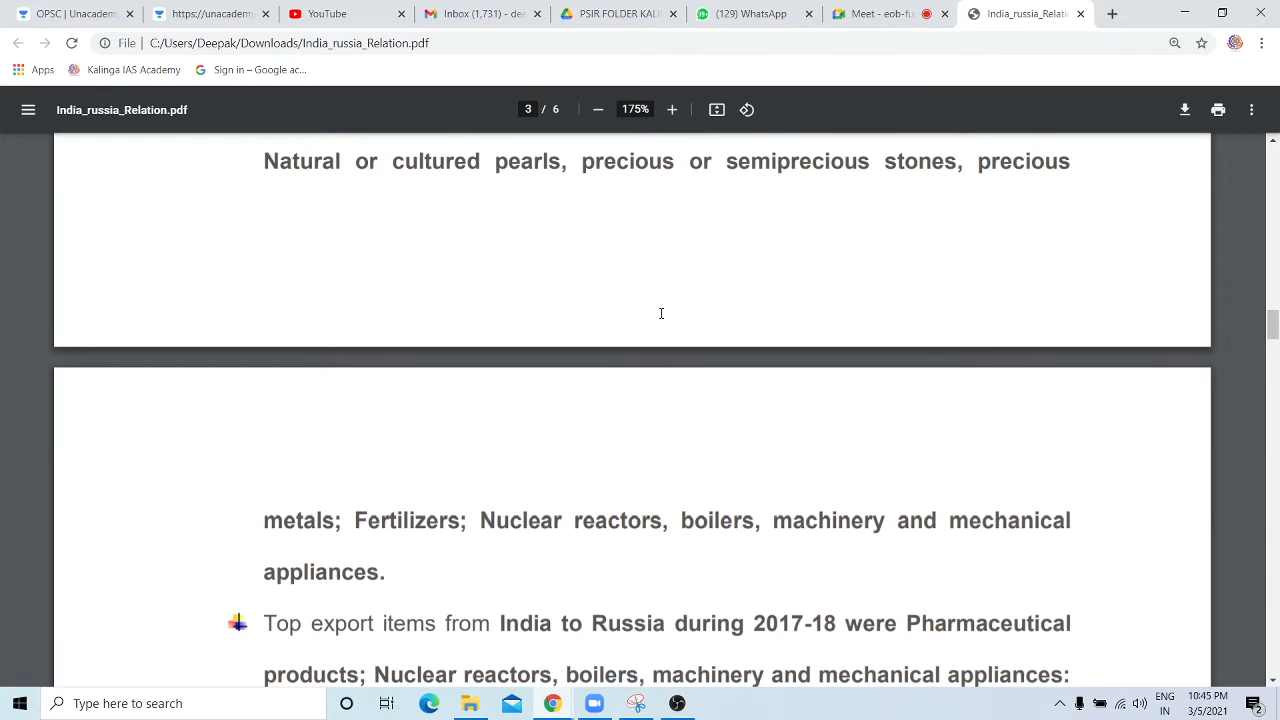 OPSC | Unacadem
https://unacademy
YouTube
Inbox (1,731) - dee
PSIR FOLDER KALII
(129) WhatsApp
Meet - eob-fu
India_russia_Relatio
File | C:/Users/Deepak/Downloads/India_russia_Relation.pdf
Apps Kalinga IAS Academy Sign in – Google ac...
India_russia_Relation.pdf 3 / 6 175%
Natural or cultured pearls, precious or semiprecious stones, precious
metals; Fertilizers; Nuclear reactors, boilers, machinery and mechanical
appliances.
Top export items from India to Russia during 2017-18 were Pharmaceutical
products; Nuclear reactors, boilers, machinery and mechanical appliances:
Type here to search
ENG
IN
10:45 PM
3/5/2021
2